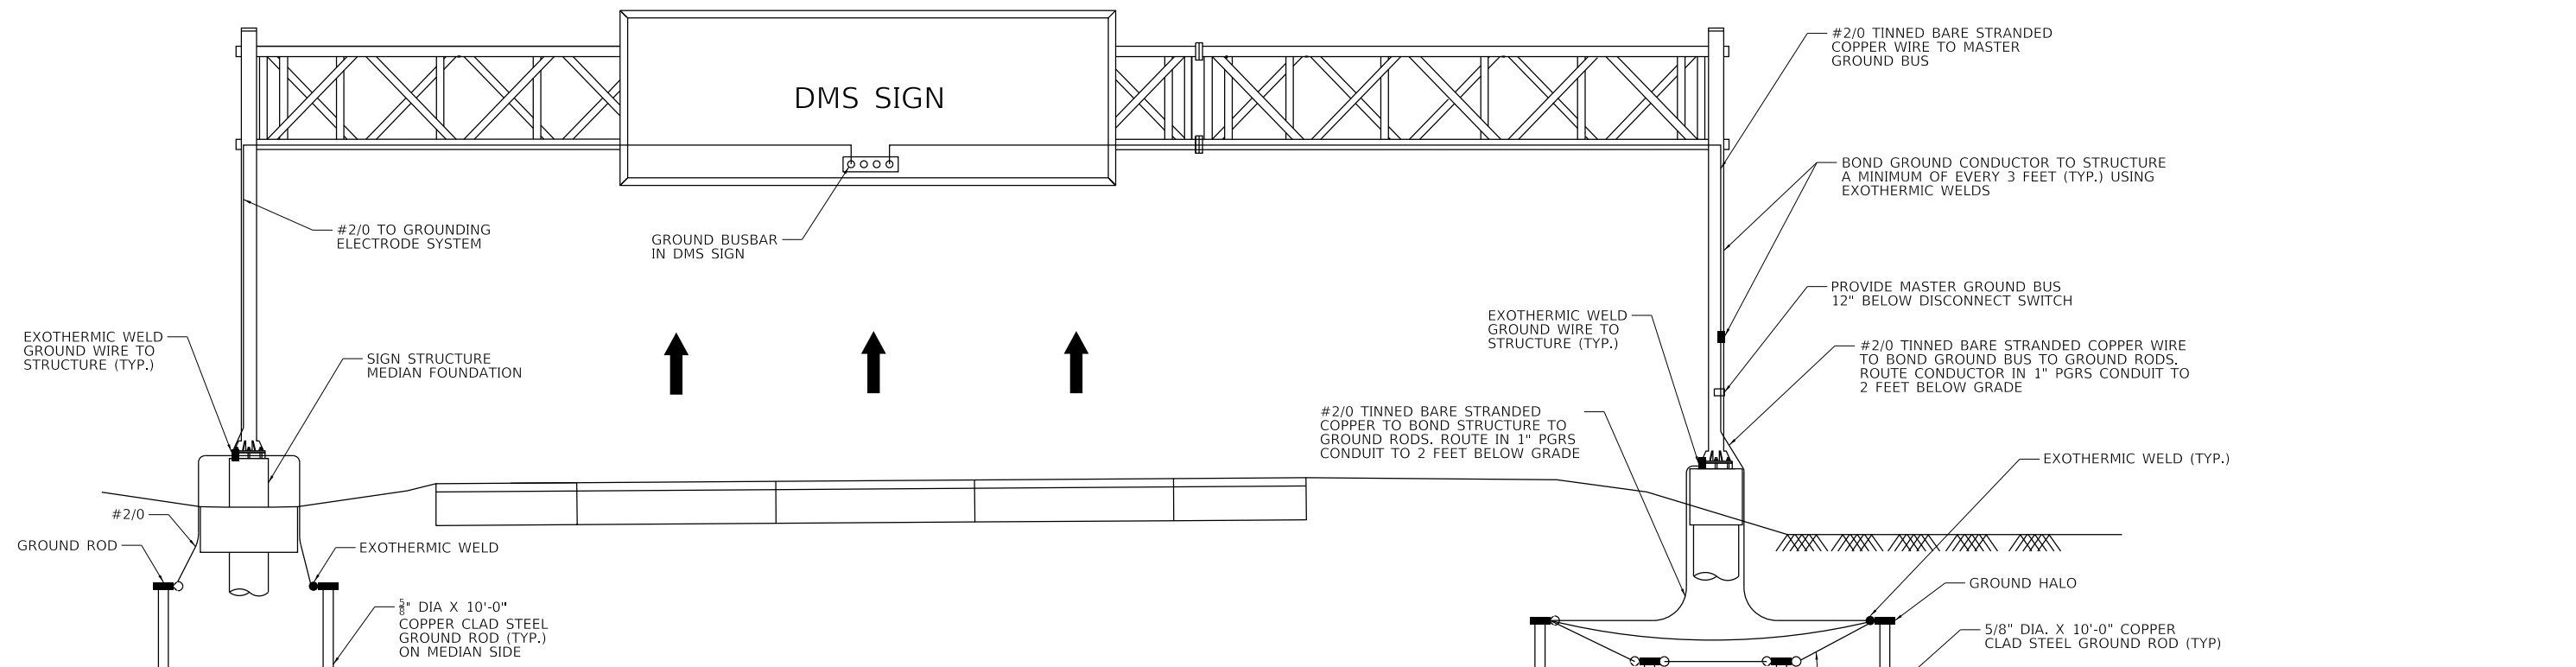 DMS SIGN
#2/0 TINNED BARE STRANDED
COPPER WIRE TO MASTER
GROUND BUS
BOND GROUND CONDUCTOR TO STRUCTURE
A MINIMUM OF EVERY 3 FEET (TYP.) USING
EXOTHERMIC WELDS
#2/0 TO GROUNDING
ELECTRODE SYSTEM
GROUND BUSBAR
IN DMS SIGN
PROVIDE MASTER GROUND BUS
12" BELOW DISCONNECT SWITCH
EXOTHERMIC WELD
GROUND WIRE TO
STRUCTURE (TYP.)
EXOTHERMIC WELD
GROUND WIRE TO
STRUCTURE (TYP.)
SIGN STRUCTURE
MEDIAN FOUNDATION
#2/0 TINNED BARE STRANDED COPPER WIRE
TO BOND GROUND BUS TO GROUND RODS.
ROUTE CONDUCTOR IN 1" PGRS CONDUIT TO
2 FEET BELOW GRADE
#2/0 TINNED BARE STRANDED
COPPER TO BOND STRUCTURE TO
GROUND RODS. ROUTE IN 1" PGRS
CONDUIT TO 2 FEET BELOW GRADE
EXOTHERMIC WELD (TYP.)
#2/0
GROUND ROD
EXOTHERMIC WELD
GROUND HALO
5/8" DIA X 10'-0"
COPPER CLAD STEEL
GROUND ROD (TYP.)
ON MEDIAN SIDE
5/8" DIA. X 10'-0" COPPER
CLAD STEEL GROUND ROD (TYP)